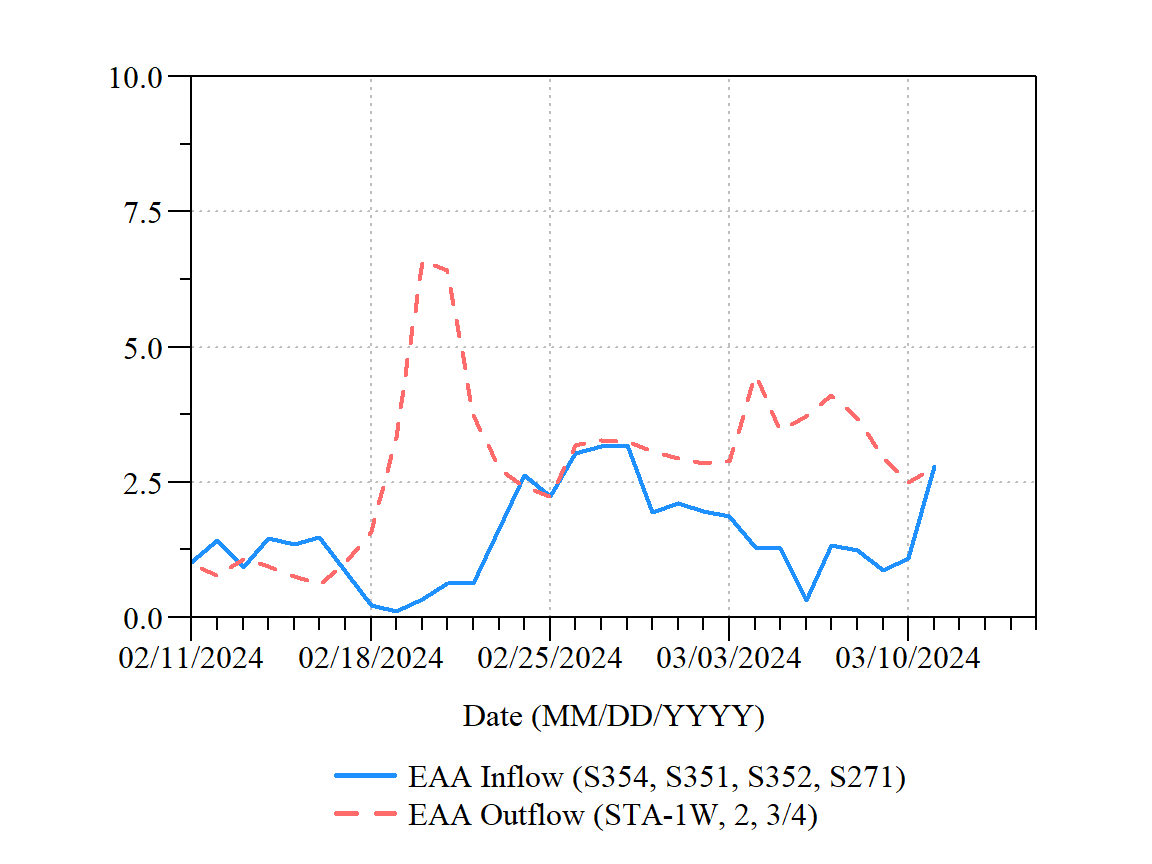 10.0
7.5
5.0
2.5
0.0
02/11/2024 02/18/2024 02/25/2024 03/03/2024 03/10/2024
Date (MM/DD/YYYY)
EAA Inflow (S354, S351, S352, S271)
EAA Outflow (STA-1W, 2, 3/4)